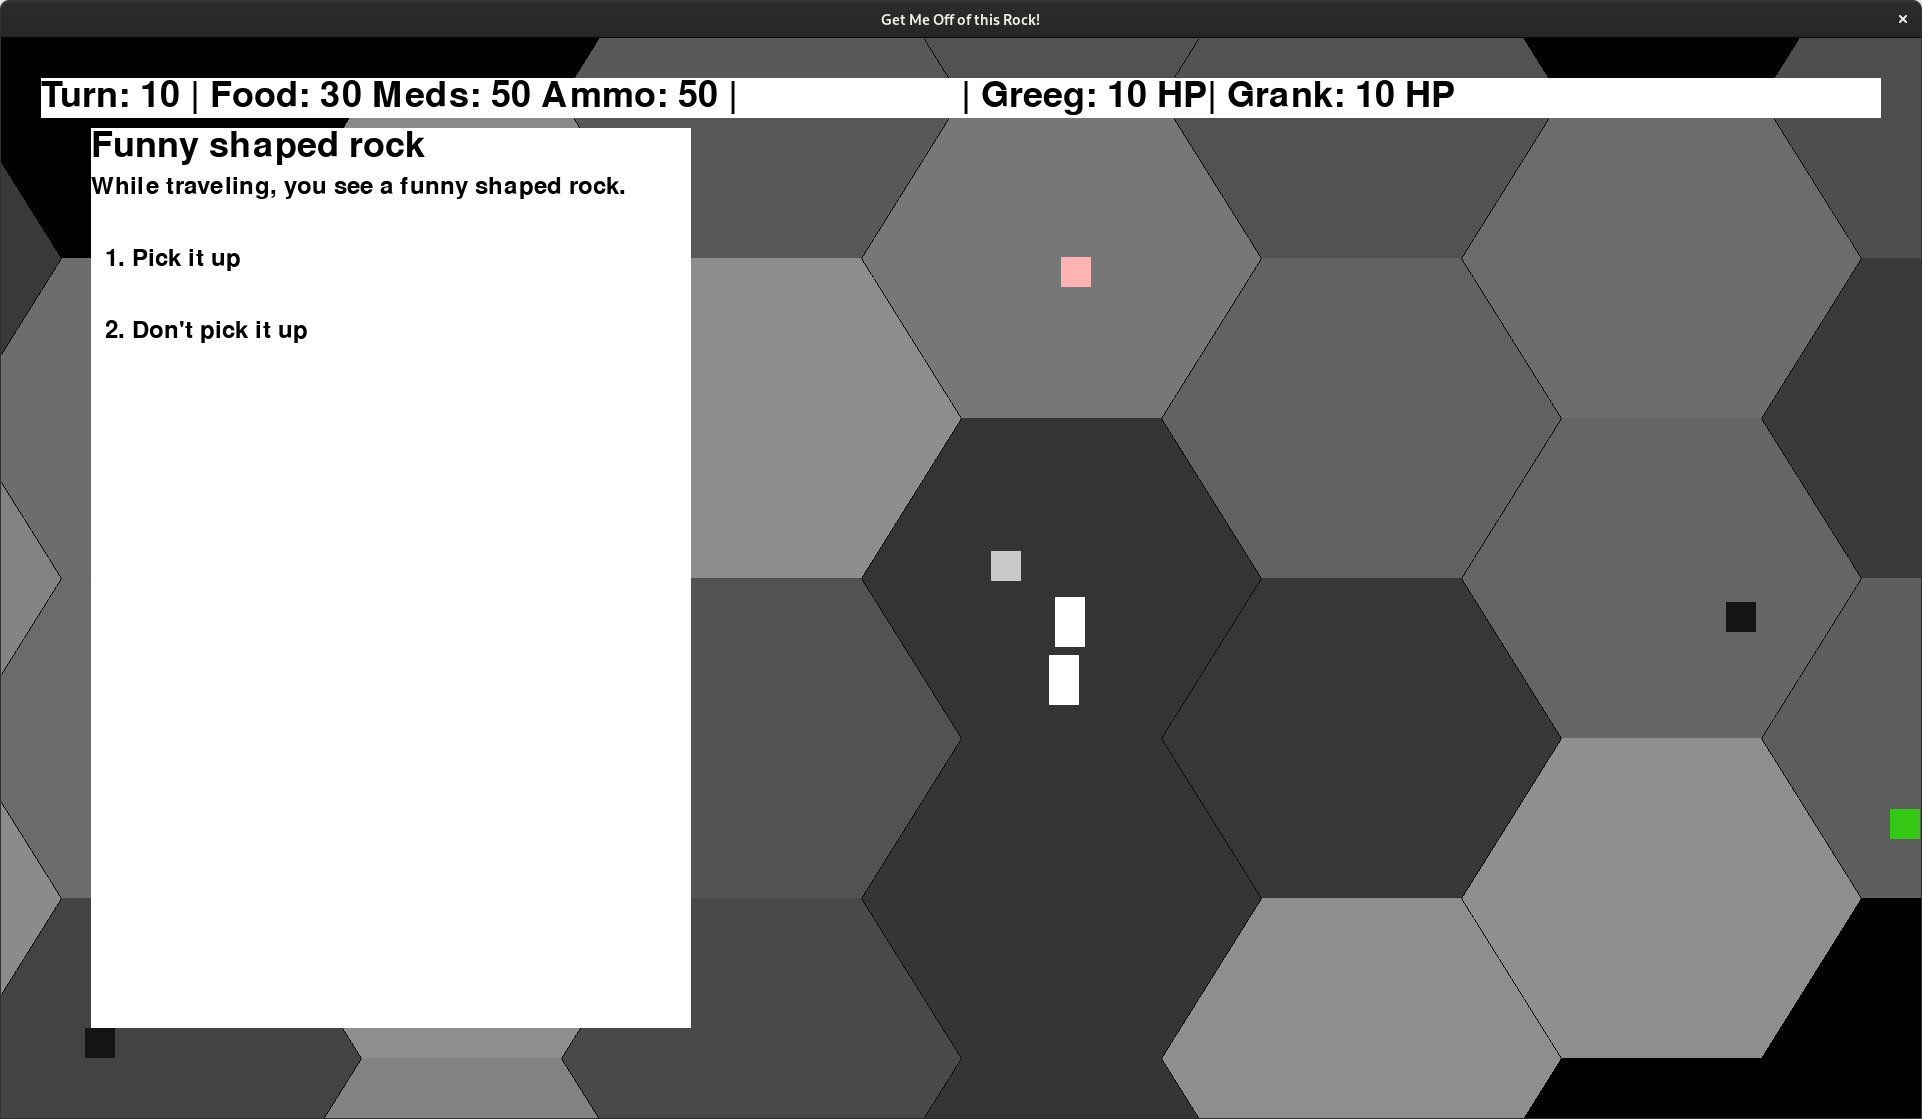 Get Me Off of this Rock!
Turn: 10 | Food: 30 Meds: 50 Ammo: 50 | | Greeg: 10 HP| Grank: 10 HP
Funny shaped rock
While traveling, you see a funny shaped rock.
1. Pick it up
2. Don't pick it up